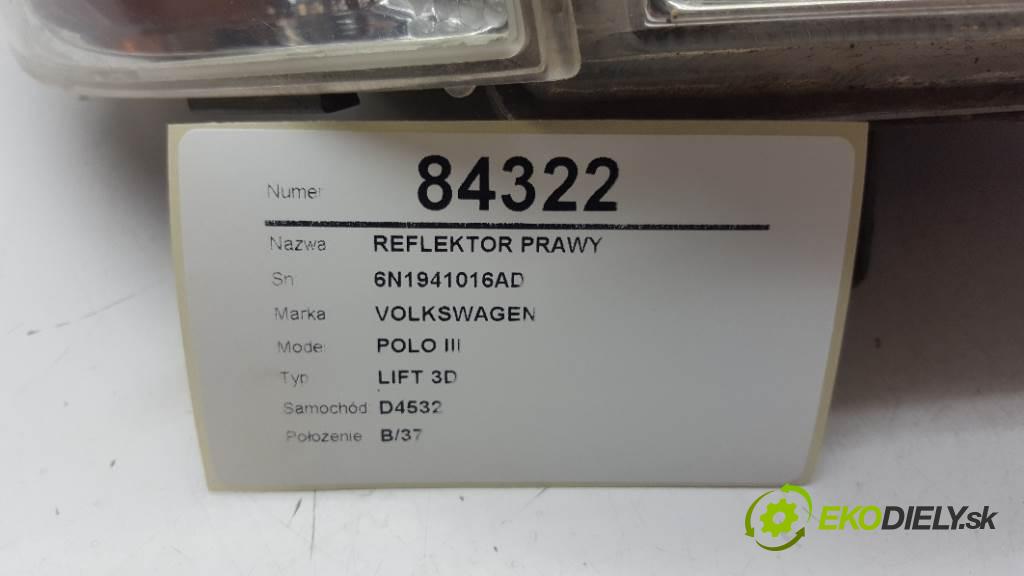 Numer 84322
Nazwa REFLEKTOR PRAWY
Sn 6N1941016AD
Marka VOLKSWAGEN
Model POLO III
Typ LIFT 3D
Samochód D4532
Położenie B/37
EKODIELY.sk